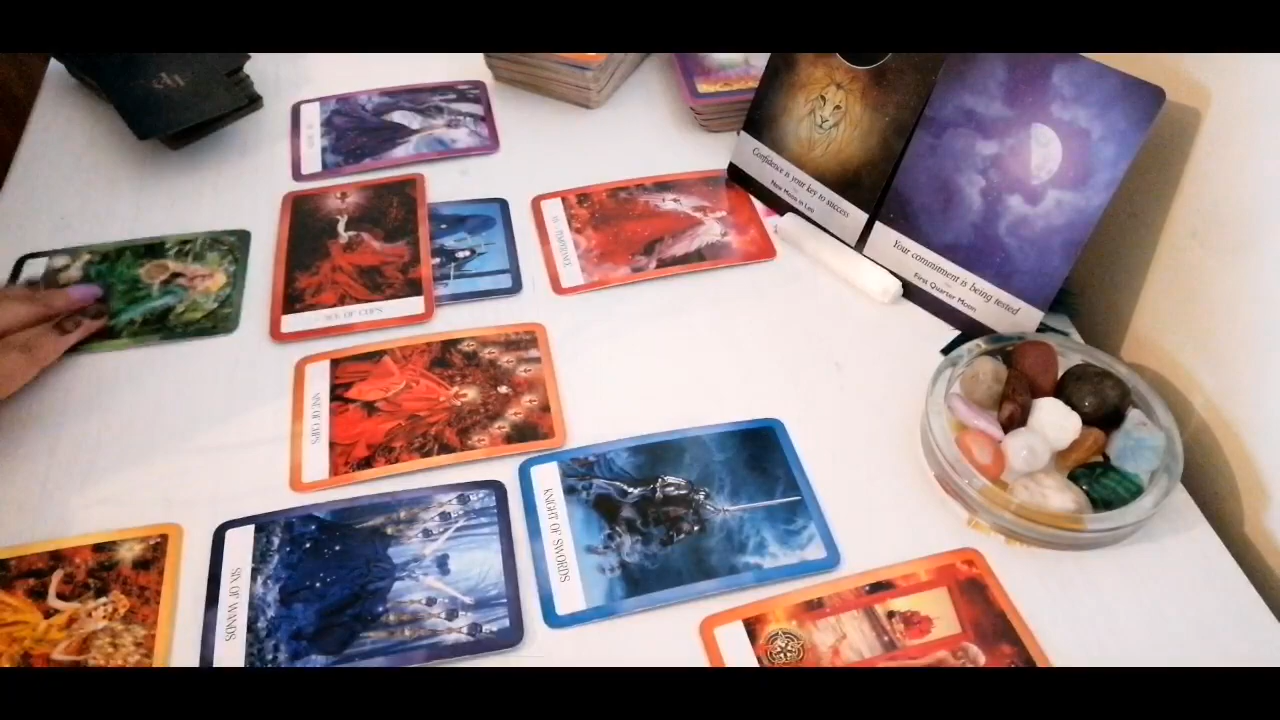 Confidence is your key to success
New Moon in Leo
Your commitment is being tested
First Quarter Moon
ACE OF CUPS
NINE OF CUPS
SIX OF WANDS
KNIGHT OF SWORDS